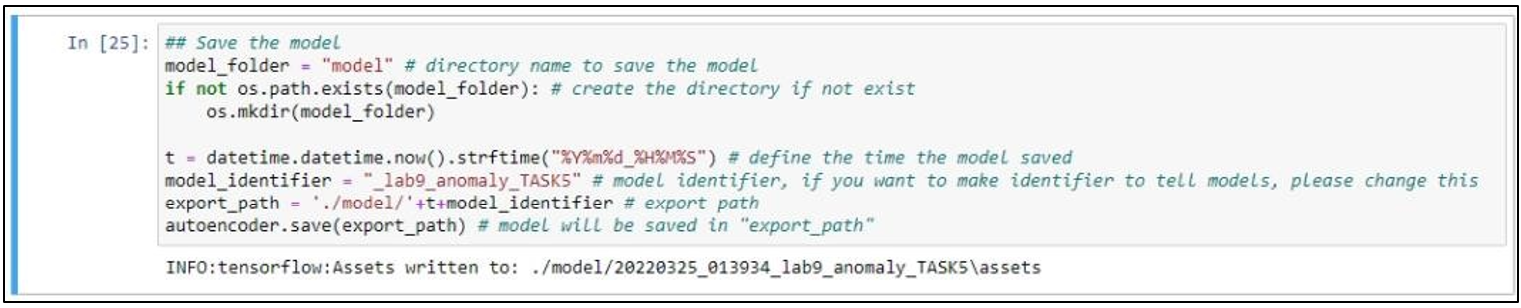 In [25]: ## Save the model
model_folder = "model" # directory name to save the model
if not os.path.exists(model_folder): # create the directory if not exist
    os.mkdir(model_folder)

t = datetime.datetime.now().strftime("%Y%m%d_%H%M%S") # define the time the model saved
model_identifier = "_lab9_anomaly_TASK5" # model identifier, if you want to make identifier to tell models, please change this
export_path = './model/'+t+model_identifier # export path
autoencoder.save(export_path) # model will be saved in "export_path"
INFO:tensorflow:Assets written to: ./model/20220325_013934_lab9_anomaly_TASK5\assets